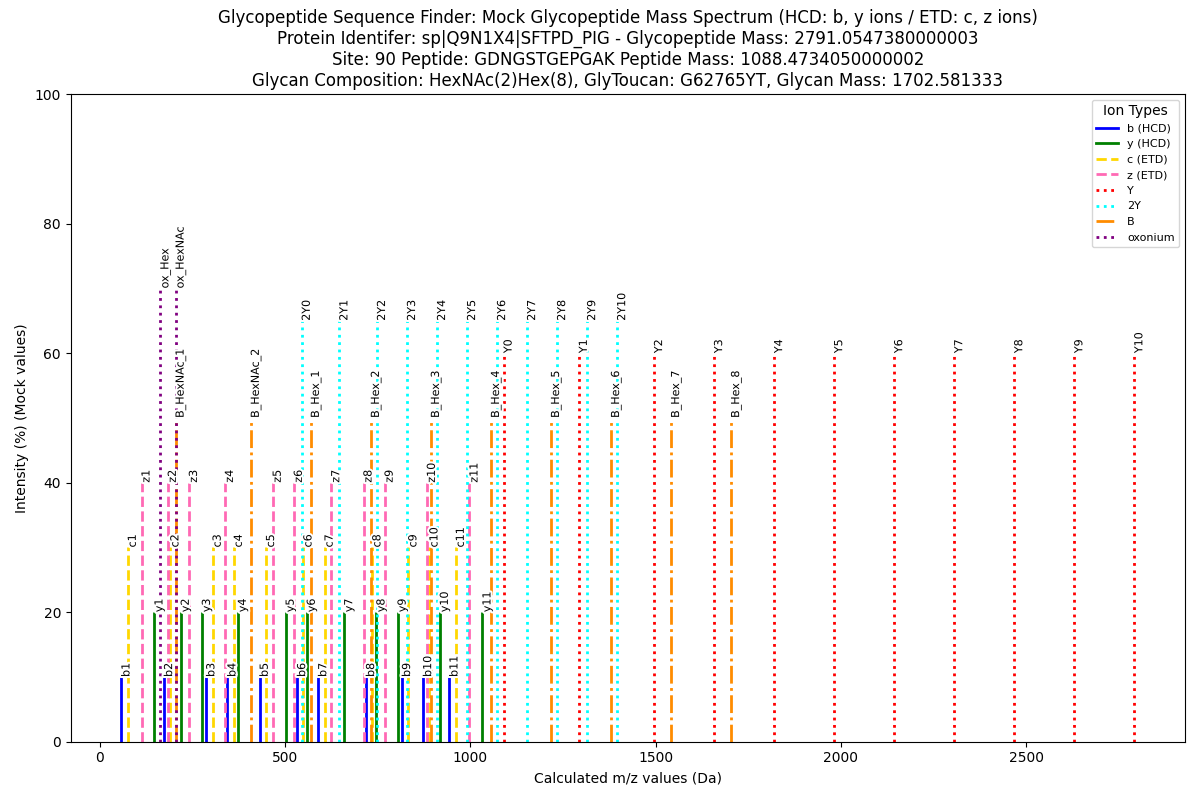 Glycopeptide Sequence Finder: Mock Glycopeptide Mass Spectrum (HCD: b, y ions / ETD: c, z ions)
Protein Identifer: sp|Q9N1X4|SFTPD_PIG - Glycopeptide Mass: 2791.0547380000003
Site: 90 Peptide: GDNGSTGEPGAK Peptide Mass: 1088.4734050000002
Glycan Composition: HexNAc(2)Hex(8), GlyToucan: G62765YT, Glycan Mass: 1702.581333
Intensity (%) (Mock values)
100
80
60
40
20
0
Ion Types
b (HCD)
y (HCD)
c (ETD)
z (ETD)
Y
2Y
B
oxonium
ox_Hex
ox_HexNAc
2Y0
2Y1
2Y2
2Y3
2Y4
2Y5
2Y6
2Y7
2Y8
2Y9
2Y10
Y0
Y1
Y2
Y3
Y4
Y5
Y6
Y7
Y8
Y9
Y10
B_HexNAc_1
B_HexNAc_2
B_Hex_1
B_Hex_2
B_Hex_3
B_Hex_4
B_Hex_5
B_Hex_6
B_Hex_7
B_Hex_8
z1
z2
z3
z4
z5
z6
z7
z8
z9
z10
z11
c1
c2
c3
c4
c5
c6
c7
c8
c9
c10
c11
y1
y2
y3
y4
y5
y6
y7
y8
y9
y10
y11
b1
b2
b3
b4
b5
b6
b7
b8
b9
b10
b11
0
500
1000
1500
2000
2500
Calculated m/z values (Da)